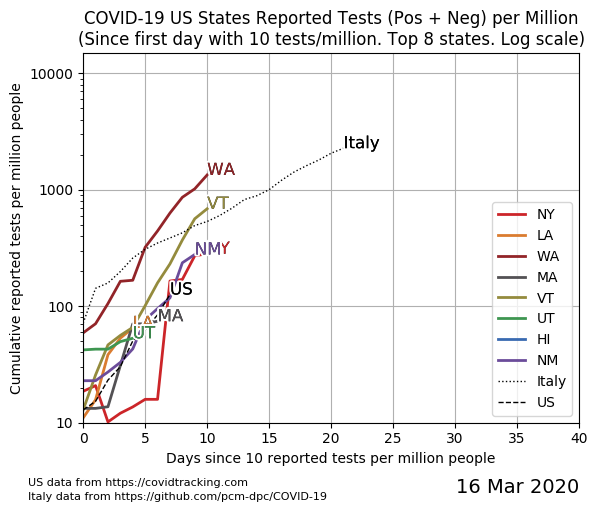 COVID-19 US States Reported Tests (Pos + Neg) per Million
(Since first day with 10 tests/million. Top 8 states. Log scale)
Cumulative reported tests per million people
10000
1000
100
10
Italy
WA
VT
NM
NY
US
MA
LA
UT
NY
LA
WA
MA
VT
UT
HI
NM
Italy
US
0 5 10 15 20 25 30 35 40
Days since 10 reported tests per million people
US data from https://covidtracking.com
Italy data from https://github.com/pcm-dpc/COVID-19
16 Mar 2020